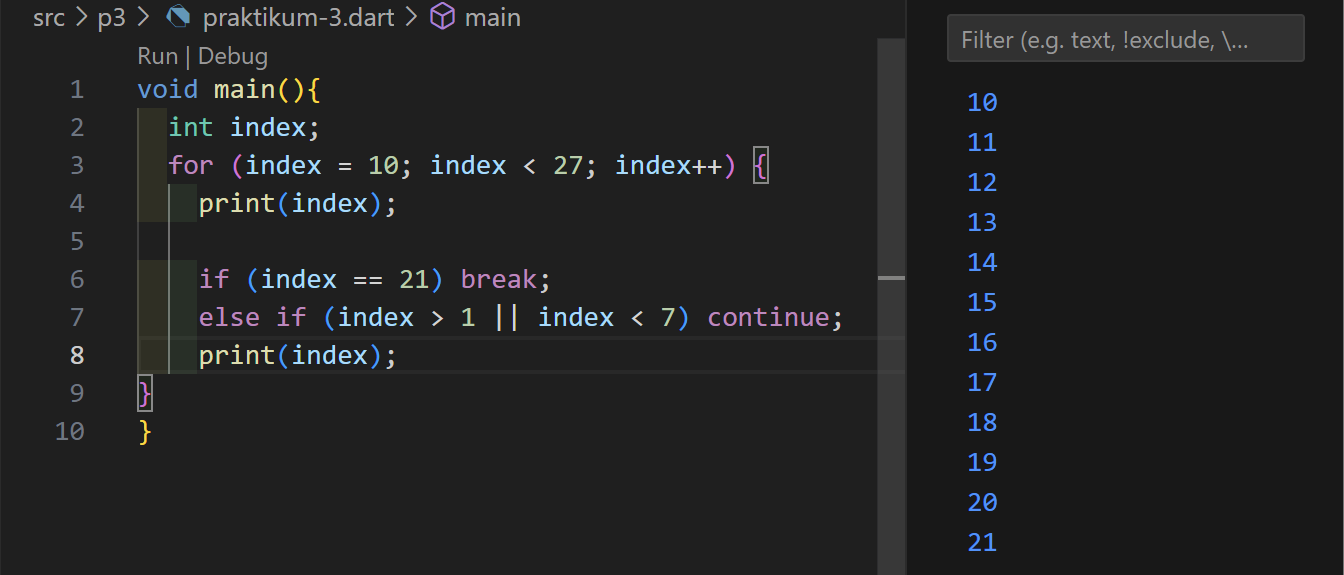 src > p3 > praktikum-3.dart > main
Run | Debug
1 void main(){
2 int index;
3 for (index = 10; index < 27; index++) {
4 print(index);
5
6 if (index == 21) break;
7 else if (index > 1 || index < 7) continue;
8 print(index);
9 }
10 }
Filter (e.g. text, !exclude, \...
10
11
12
13
14
15
16
17
18
19
20
21